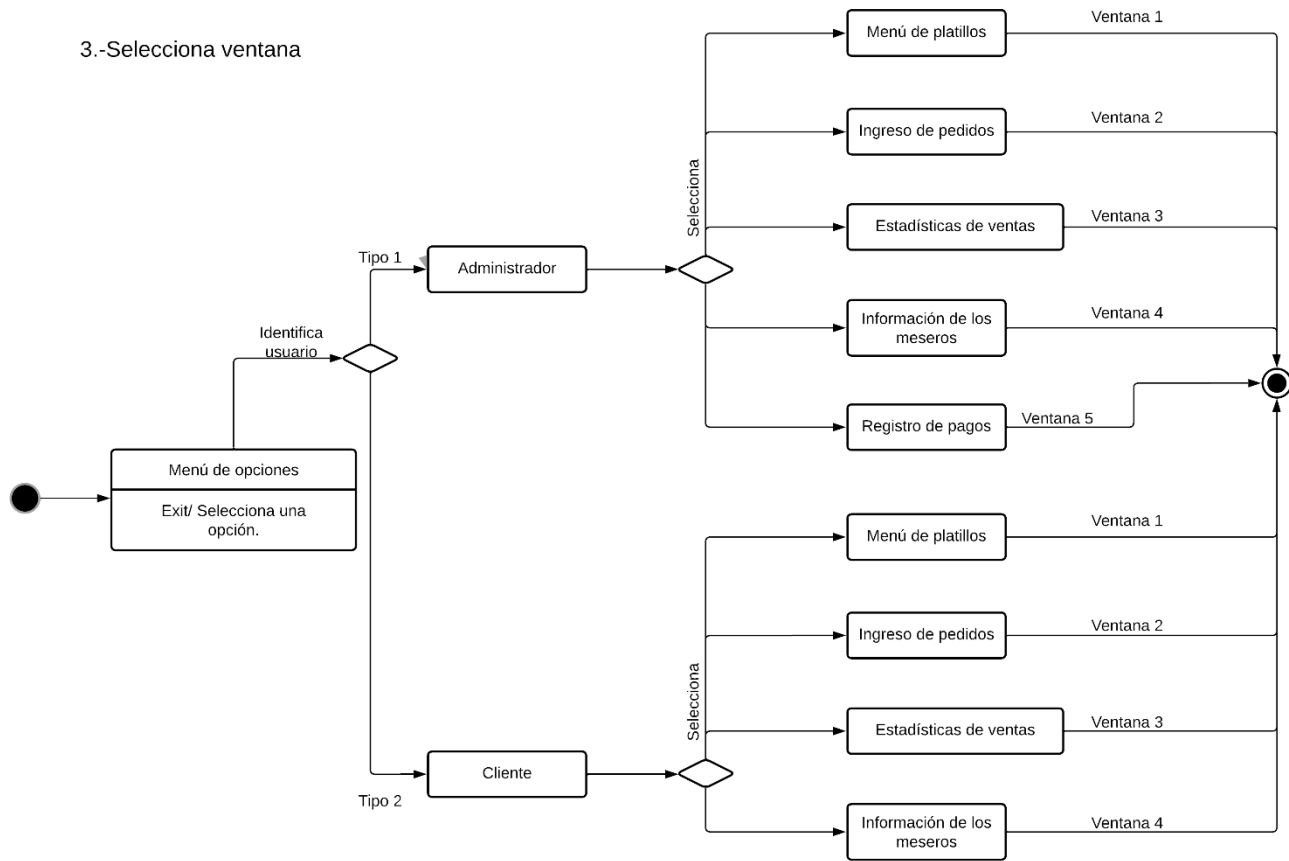 3.-Selecciona ventana
Menú de opciones
Exit/ Selecciona una
opción.
Identifica
usuario
Tipo 1
Administrador
Selecciona
Menú de platillos
Ventana 1
Ingreso de pedidos
Ventana 2
Estadísticas de ventas
Ventana 3
Información de los
meseros
Ventana 4
Registro de pagos
Ventana 5
Tipo 2
Cliente
Selecciona
Menú de platillos
Ventana 1
Ingreso de pedidos
Ventana 2
Estadísticas de ventas
Ventana 3
Información de los
meseros
Ventana 4